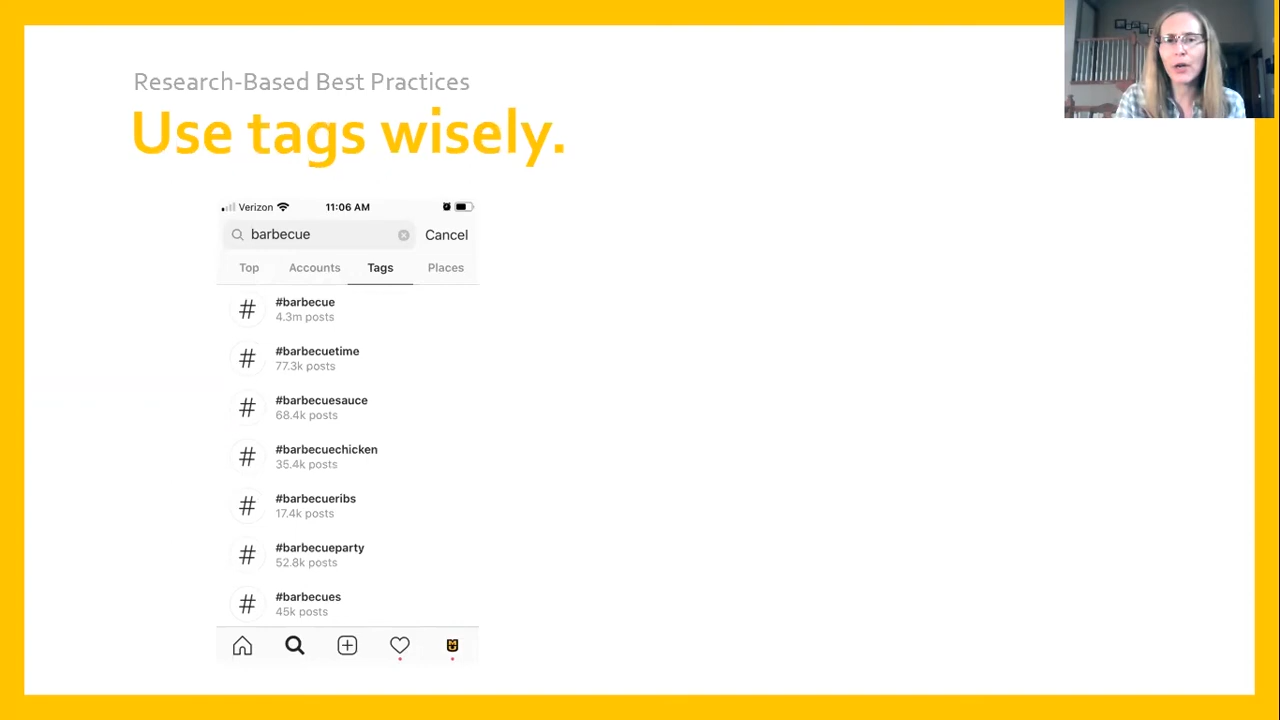 Research-Based Best Practices
Use tags wisely.
Verizon 11:06 AM
barbecue Cancel
Top Accounts Tags Places
#barbecue
4.3m posts
#barbecuetime
77.3k posts
#barbecuesauce
68.4k posts
#barbecuechicken
35.4k posts
#barbecueribs
17.4k posts
#barbecueparty
52.8k posts
#barbecues
45k posts